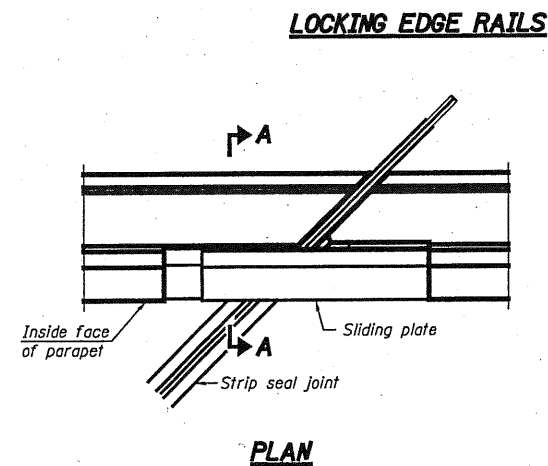 LOCKING EDGE RAILS
A
Inside face
of parapet
Sliding plate
A
Strip seal joint
PLAN